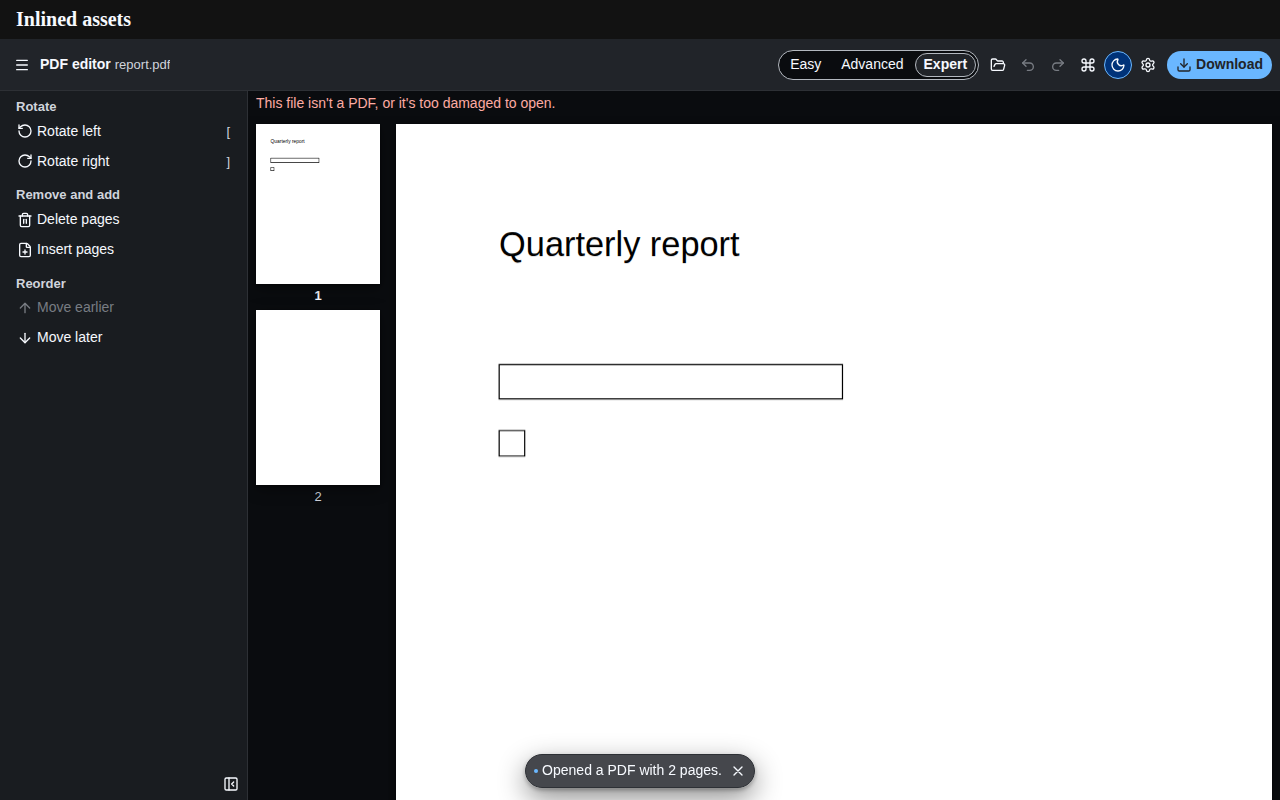 Inlined assets
PDF editor report.pdf
Easy Advanced Expert
Download
Rotate
Rotate left [
Rotate right ]
Remove and add
Delete pages
Insert pages
Reorder
Move earlier
Move later
This file isn't a PDF, or it's too damaged to open.
Quarterly report
1
2
Quarterly report
Opened a PDF with 2 pages.